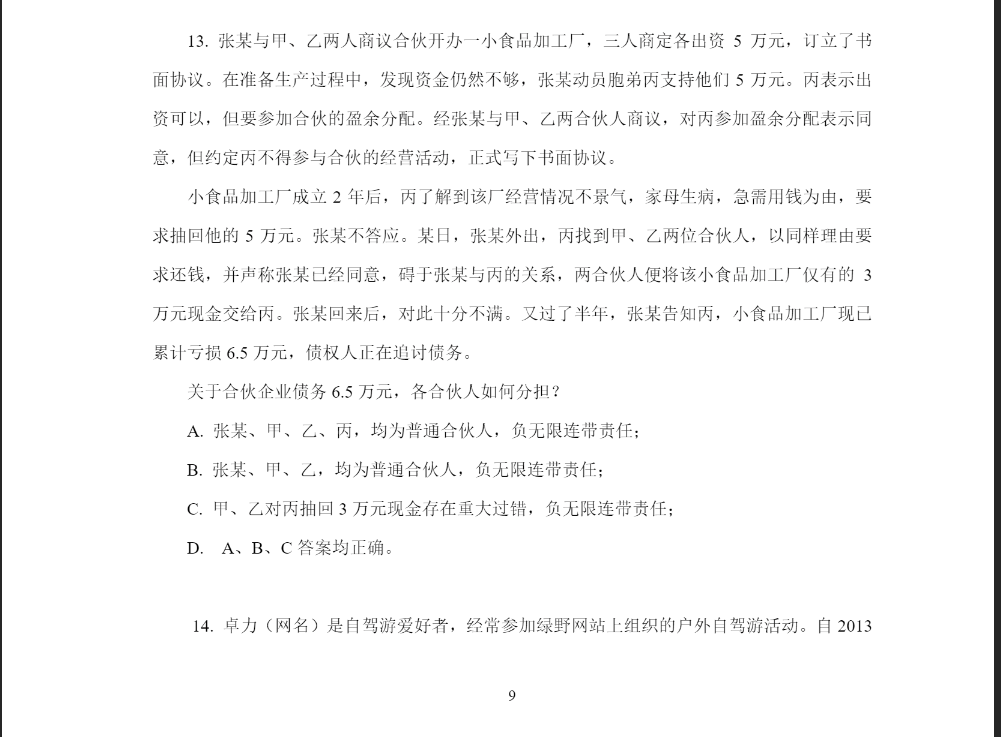 13. 张某与甲、乙两人商议合伙开办一小食品加工厂，三人商定各出资 5 万元，订立了书
面协议。在准备生产过程中，发现资金仍然不够，张某动员胞弟丙支持他们 5 万元。丙表示出
资可以，但要参加合伙的盈余分配。经张某与甲、乙两合伙人商议，对丙参加盈余分配表示同
意，但约定丙不得参与合伙的经营活动，正式写下书面协议。
小食品加工厂成立 2 年后，丙了解到该厂经营情况不景气，家母生病，急需用钱为由，要
求抽回他的 5 万元。张某不答应。某日，张某外出，丙找到甲、乙两位合伙人，以同样理由要
求还钱，并声称张某已经同意，碍于张某与丙的关系，两合伙人便将该小食品加工厂仅有的 3
万元现金交给丙。张某回来后，对此十分不满。又过了半年，张某告知丙，小食品加工厂现已
累计亏损 6.5 万元，债权人正在追讨债务。
关于合伙企业债务 6.5 万元，各合伙人如何分担？
A. 张某、甲、乙、丙，均为普通合伙人，负无限连带责任；
B. 张某、甲、乙，均为普通合伙人，负无限连带责任；
C. 甲、乙对丙抽回 3 万元现金存在重大过错，负无限连带责任；
D. A、B、C 答案均正确。
14. 卓力（网名）是自驾游爱好者，经常参加绿野网站上组织的户外自驾游活动。自 2013
9